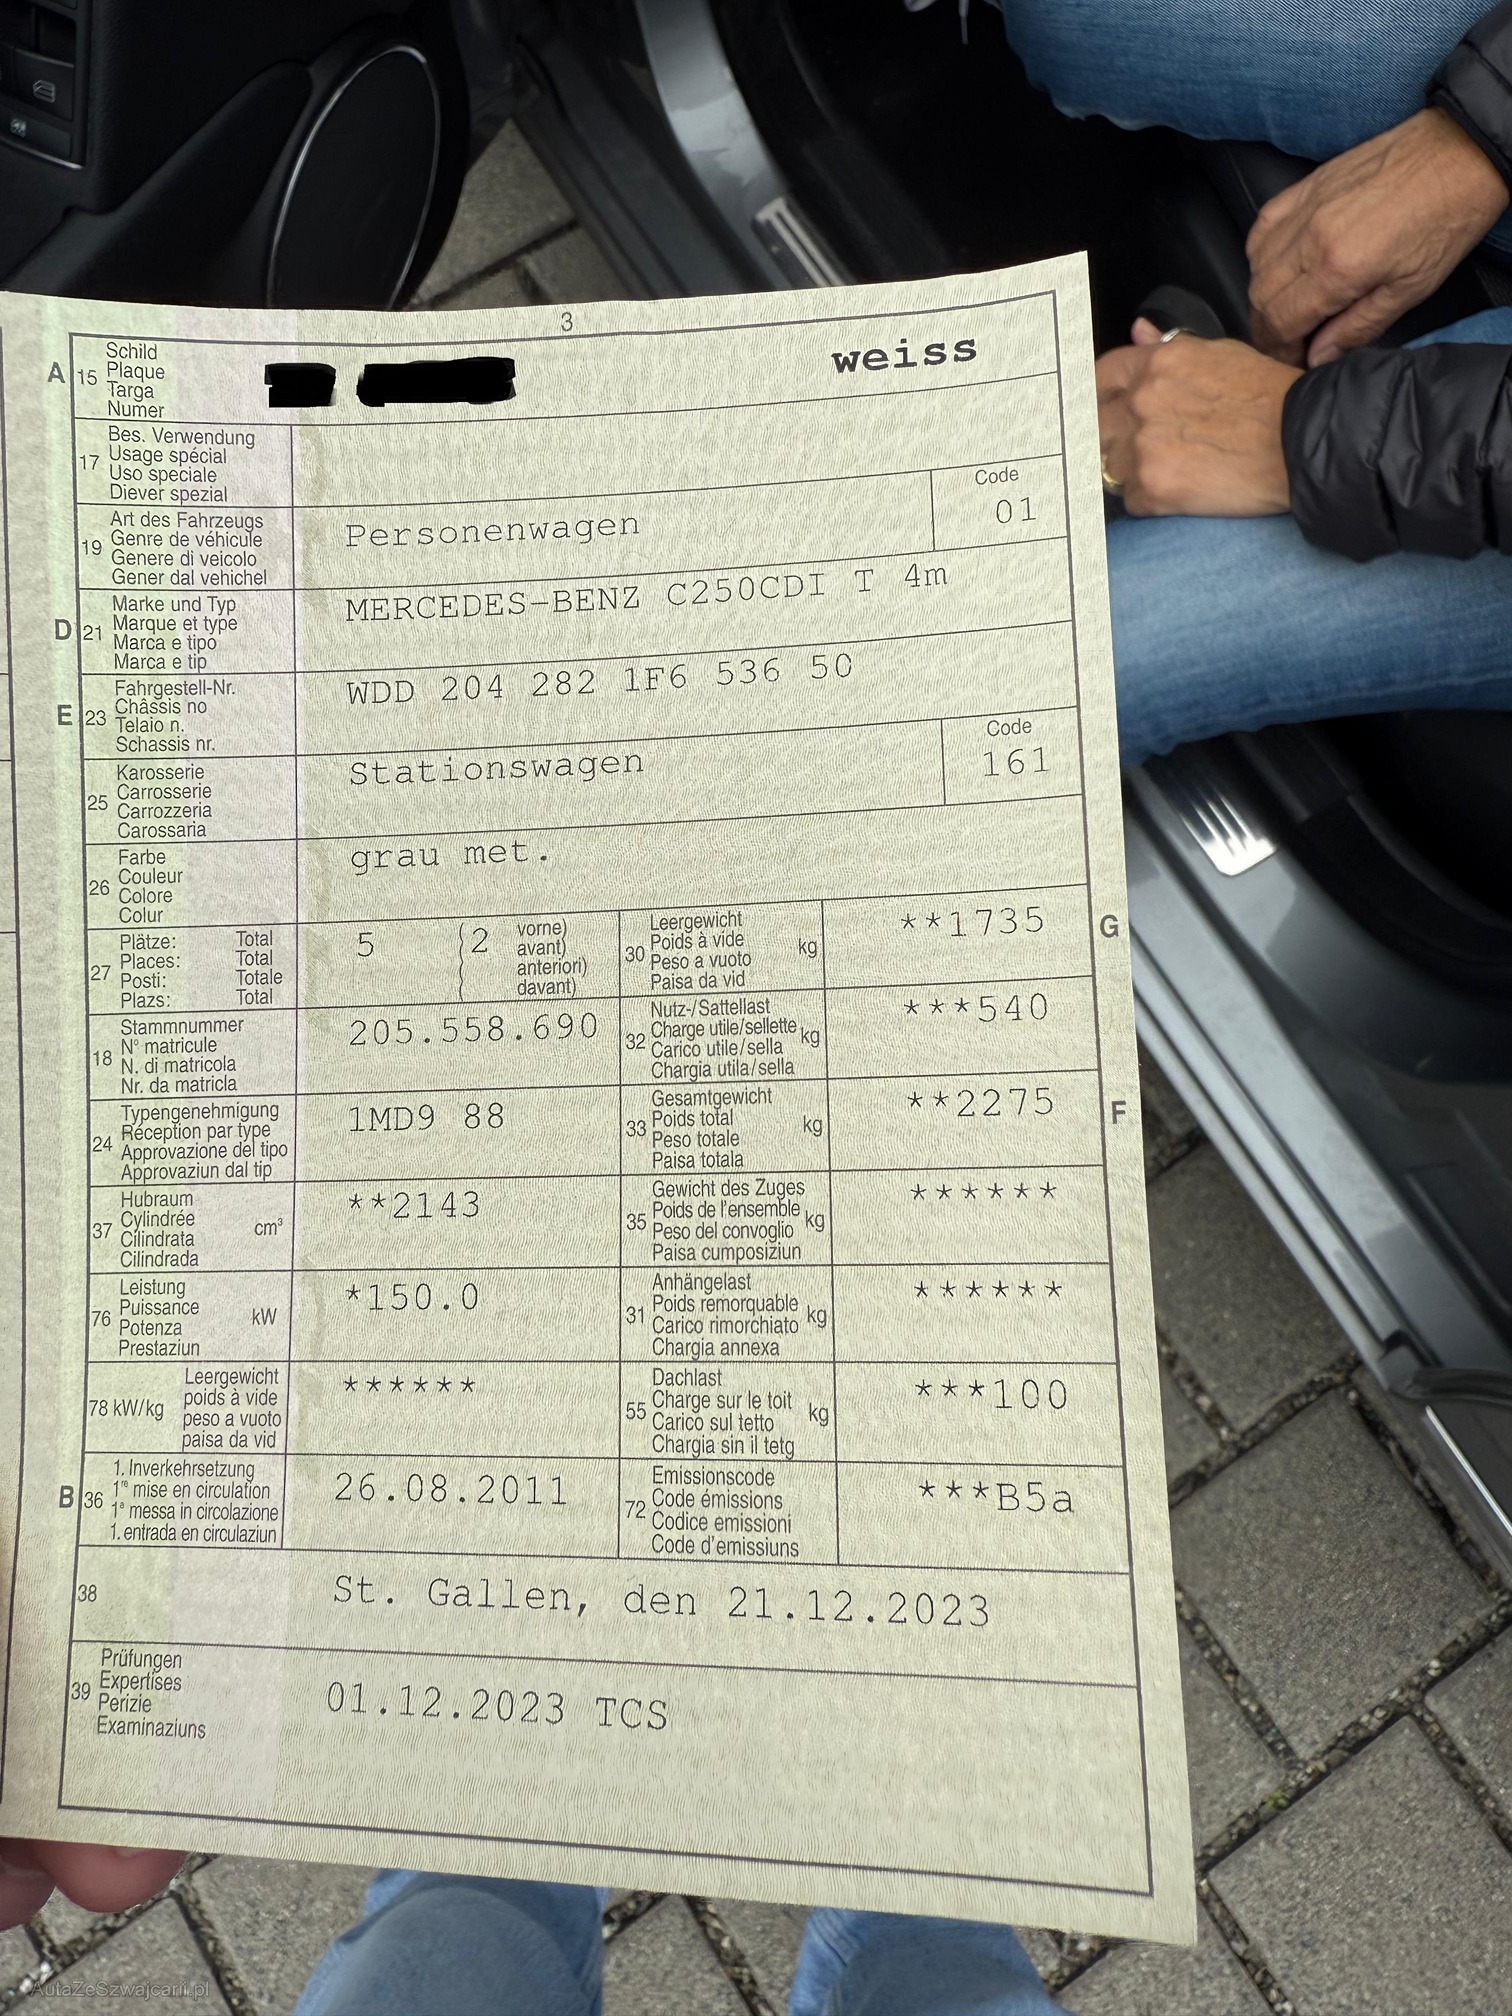 3
A 15 Schild
Plaque
Targa
Numer
weiss
17 Bes. Verwendung
Usage spécial
Uso speciale
Diever spezial
19 Art des Fahrzeugs
Genre de véhicule
Genere di veicolo
Gener dal vehichel
Personenwagen
Code
01
D 21 Marke und Typ
Marque et type
Marca e tipo
Marca e tip
MERCEDES-BENZ C250CDI T 4m
E 23 Fahrgestell-Nr.
Châssis no
Telaio n.
Schassis nr.
WDD 204 282 1F6 536 50
25 Karosserie
Carrosserie
Carrozzeria
Carossaria
Stationswagen
Code
161
26 Farbe
Couleur
Colore
Colur
grau met.
27 Plätze: Total
Places: Total
Posti: Totale
Plazs: Total
5 (2 vorne)
avant)
anteriori)
davant)
30 Leergewicht
Poids à vide kg
Peso a vuoto
Paisa da vid
**1735
G
18 Stammnummer
N° matricule
N. di matricola
Nr. da matricla
205.558.690
32 Nutz-/Sattellast
Charge utile/sellette kg
Carico utile/sella
Chargia utila/sella
***540
24 Typengenehmigung
Réception par type
Approvazione del tipo
Approvaziun dal tip
1MD9 88
33 Gesamtgewicht
Poids total kg
Peso totale
Paisa totala
**2275
F
37 Hubraum
Cylindrée cm³
Cilindrata
Cilindrada
**2143
35 Gewicht des Zuges
Poids de l'ensemble kg
Peso del convoglio
Paisa cumposiziun
******
76 Leistung
Puissance kW
Potenza
Prestaziun
*150.0
31 Anhängelast
Poids remorquable kg
Carico rimorchiato
Chargia annexa
******
78 kW/kg Leergewicht
poids à vide
peso a vuoto
paisa da vid
******
55 Dachlast
Charge sur le toit kg
Carico sul tetto
Chargia sin il tetg
***100
B 36 1. Inverkehrsetzung
1re mise en circulation
1a messa in circolazione
1. entrada en circulaziun
26.08.2011
72 Emissionscode
Code émissions
Codice emissioni
Code d'emissiuns
***B5a
38 St. Gallen, den 21.12.2023
39 Prüfungen
Expertises
Perizie
Examinaziuns
01.12.2023 TCS
AutaZeSzwajcarii.pl